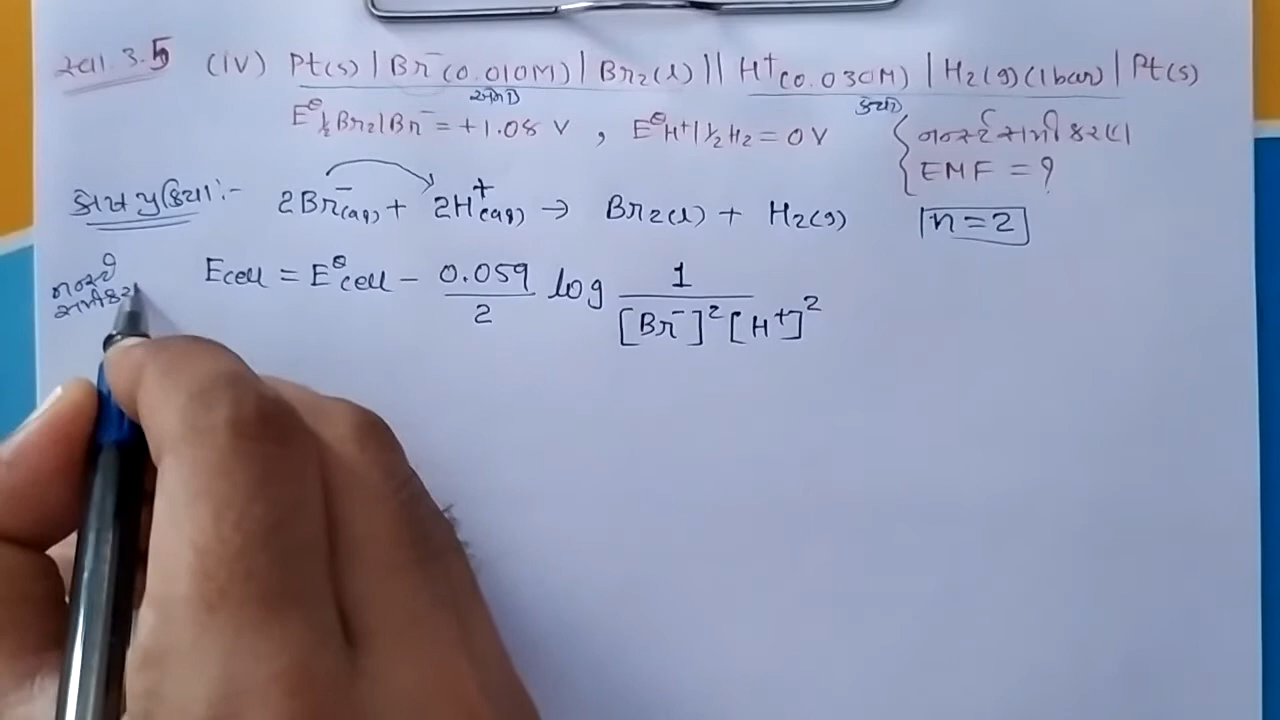 સ્વા. 3.5 (iv) Pt(s) | Br⁻(0.010M) | Br₂(l) || H⁺(0.030M) | H₂(g)(1bar) | Pt(s)
એનોડ કેથોડ
E⊖ ½Br₂|Br⁻ = +1.08 V , E⊖ H⁺|½H₂ = 0V { નર્ન્સ્ટ સમીકરણ
EMF = ?
કોષ પ્રક્રિયા:- 2Br⁻(aq) + 2H⁺(aq) → Br₂(l) + H₂(g) n=2
Ecell = E⊖cell - 0.059/2 log 1/[Br⁻]²[H⁺]²